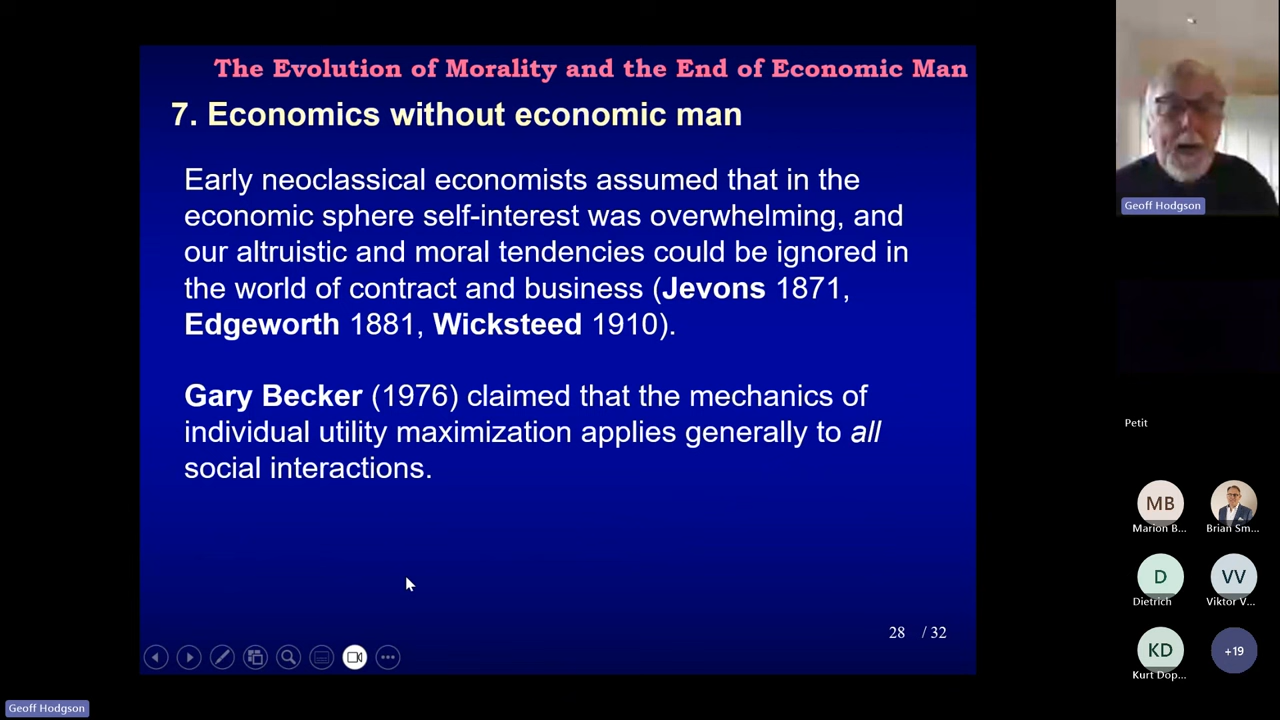 The Evolution of Morality and the End of Economic Man
7. Economics without economic man
Early neoclassical economists assumed that in the
economic sphere self-interest was overwhelming, and
our altruistic and moral tendencies could be ignored in
the world of contract and business (Jevons 1871,
Edgeworth 1881, Wicksteed 1910).
Gary Becker (1976) claimed that the mechanics of
individual utility maximization applies generally to all
social interactions.
28 / 32
Geoff Hodgson
Petit
MB
Marion B...
Brian Sm...
D
Dietrich
VV
Viktor V...
KD
Kurt Dop...
+19
Geoff Hodgson